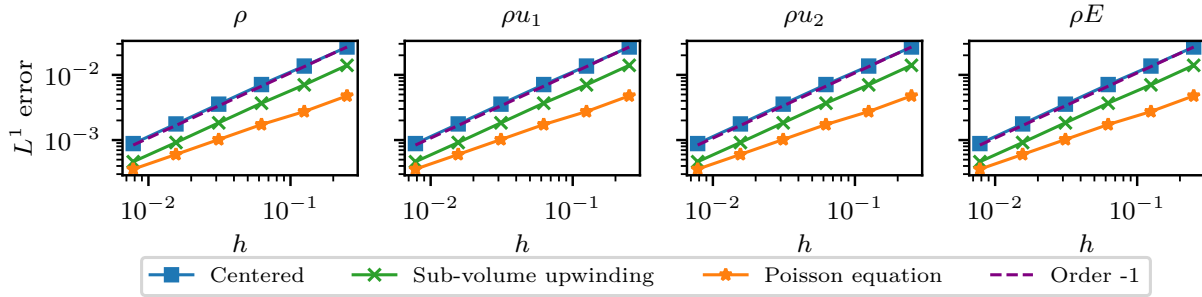 ρ ρu₁ ρu₂ ρE
L¹ error
10⁻²
10⁻³
10⁻² 10⁻¹ 10⁻² 10⁻¹ 10⁻² 10⁻¹ 10⁻² 10⁻¹
h h h h
Centered Sub-volume upwinding Poisson equation Order -1